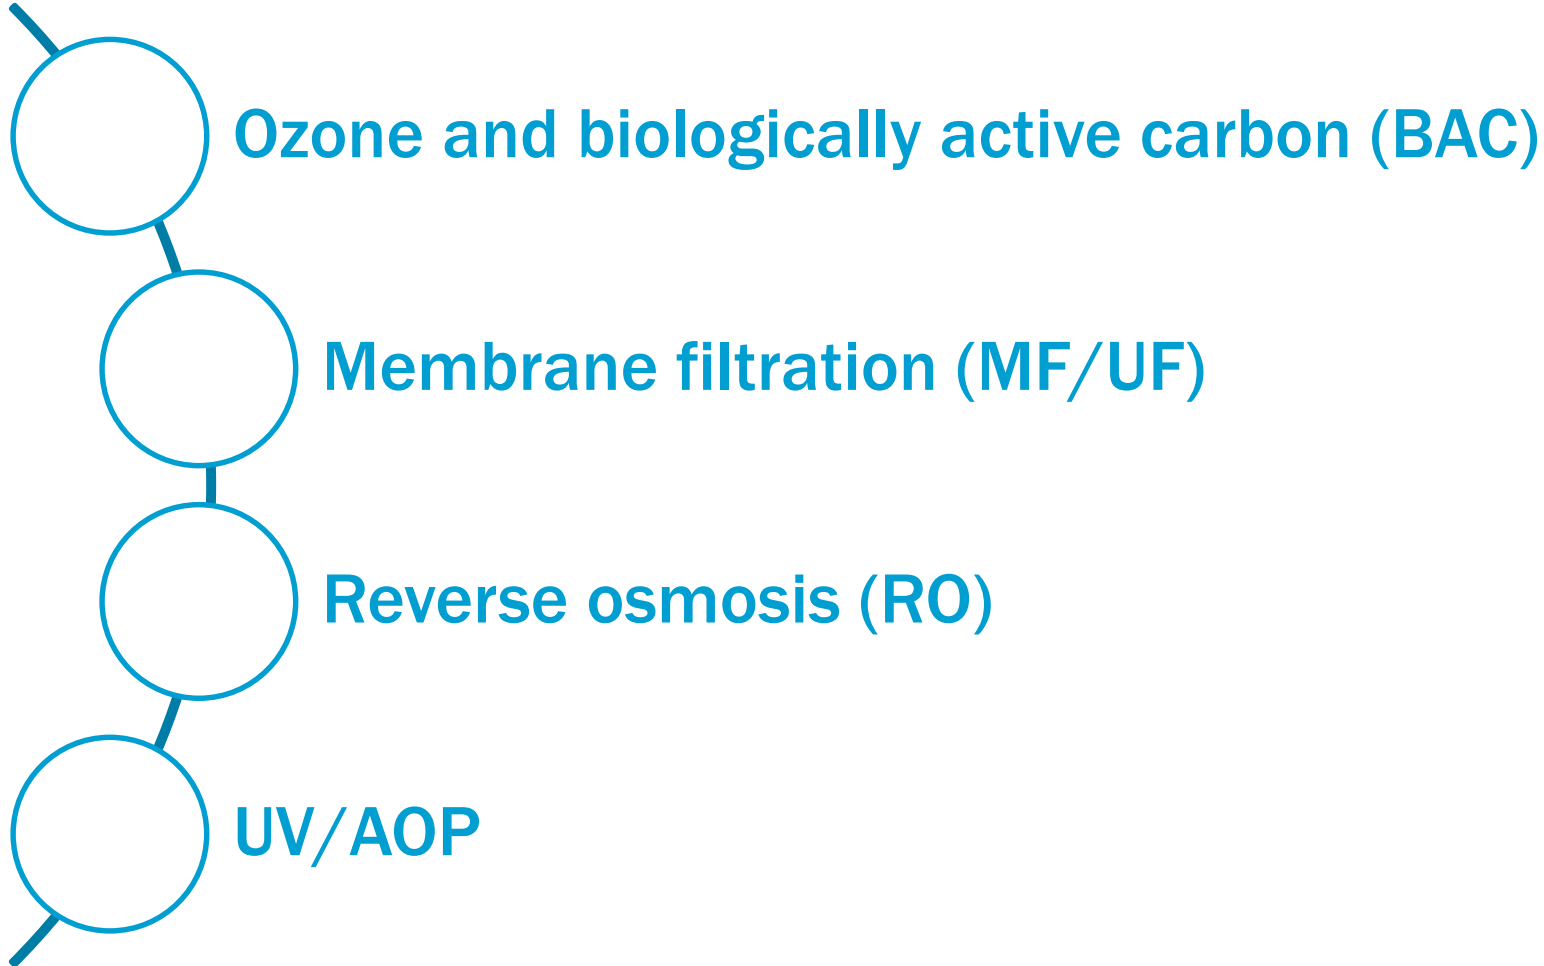 Ozone and biologically active carbon (BAC)
Membrane filtration (MF/UF)
Reverse osmosis (RO)
UV/AOP